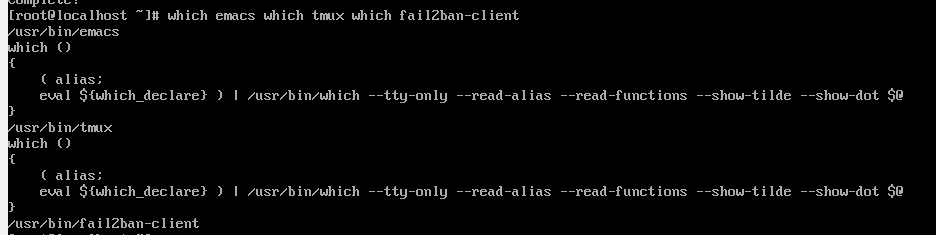 Complete!
[root@localhost ~]# which emacs which tmux which fail2ban-client
/usr/bin/emacs
which ()
{
    ( alias;
    eval ${which_declare} ) | /usr/bin/which --tty-only --read-alias --read-functions --show-tilde --show-dot $@
}
/usr/bin/tmux
which ()
{
    ( alias;
    eval ${which_declare} ) | /usr/bin/which --tty-only --read-alias --read-functions --show-tilde --show-dot $@
}
/usr/bin/fail2ban-client